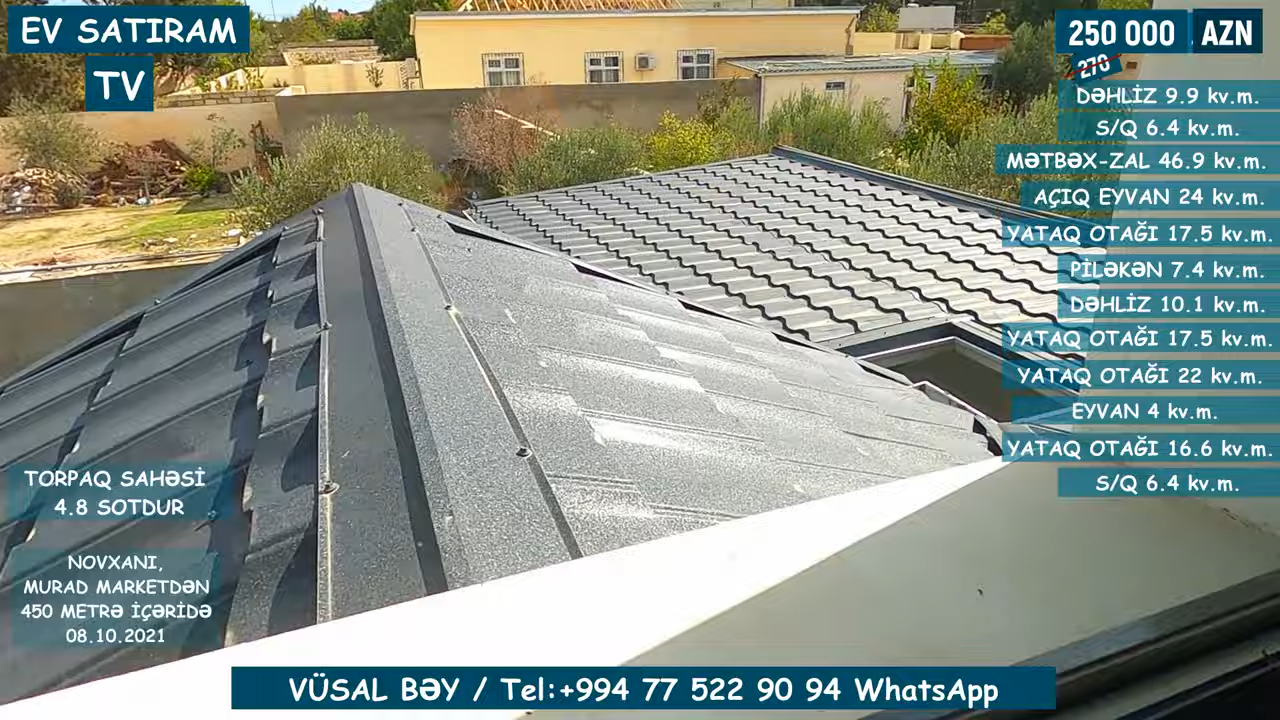 EV SATIRAM
TV
250 000 AZN
270
DƏHLİZ 9.9 kv.m.
S/Q 6.4 kv.m.
MƏTBƏX-ZAL 46.9 kv.m.
AÇIQ EYVAN 24 kv.m.
YATAQ OTAĞI 17.5 kv.m.
PİLƏKƏN 7.4 kv.m.
DƏHLİZ 10.1 kv.m.
YATAQ OTAĞI 17.5 kv.m.
YATAQ OTAĞI 22 kv.m.
EYVAN 4 kv.m.
YATAQ OTAĞI 16.6 kv.m.
S/Q 6.4 kv.m.
TORPAQ SAHƏSİ
4.8 SOTDUR
NOVXANI,
MURAD MARKETDƏN
450 METRƏ İÇƏRİDƏ
08.10.2021
VÜSAL BƏY / Tel:+994 77 522 90 94 WhatsApp